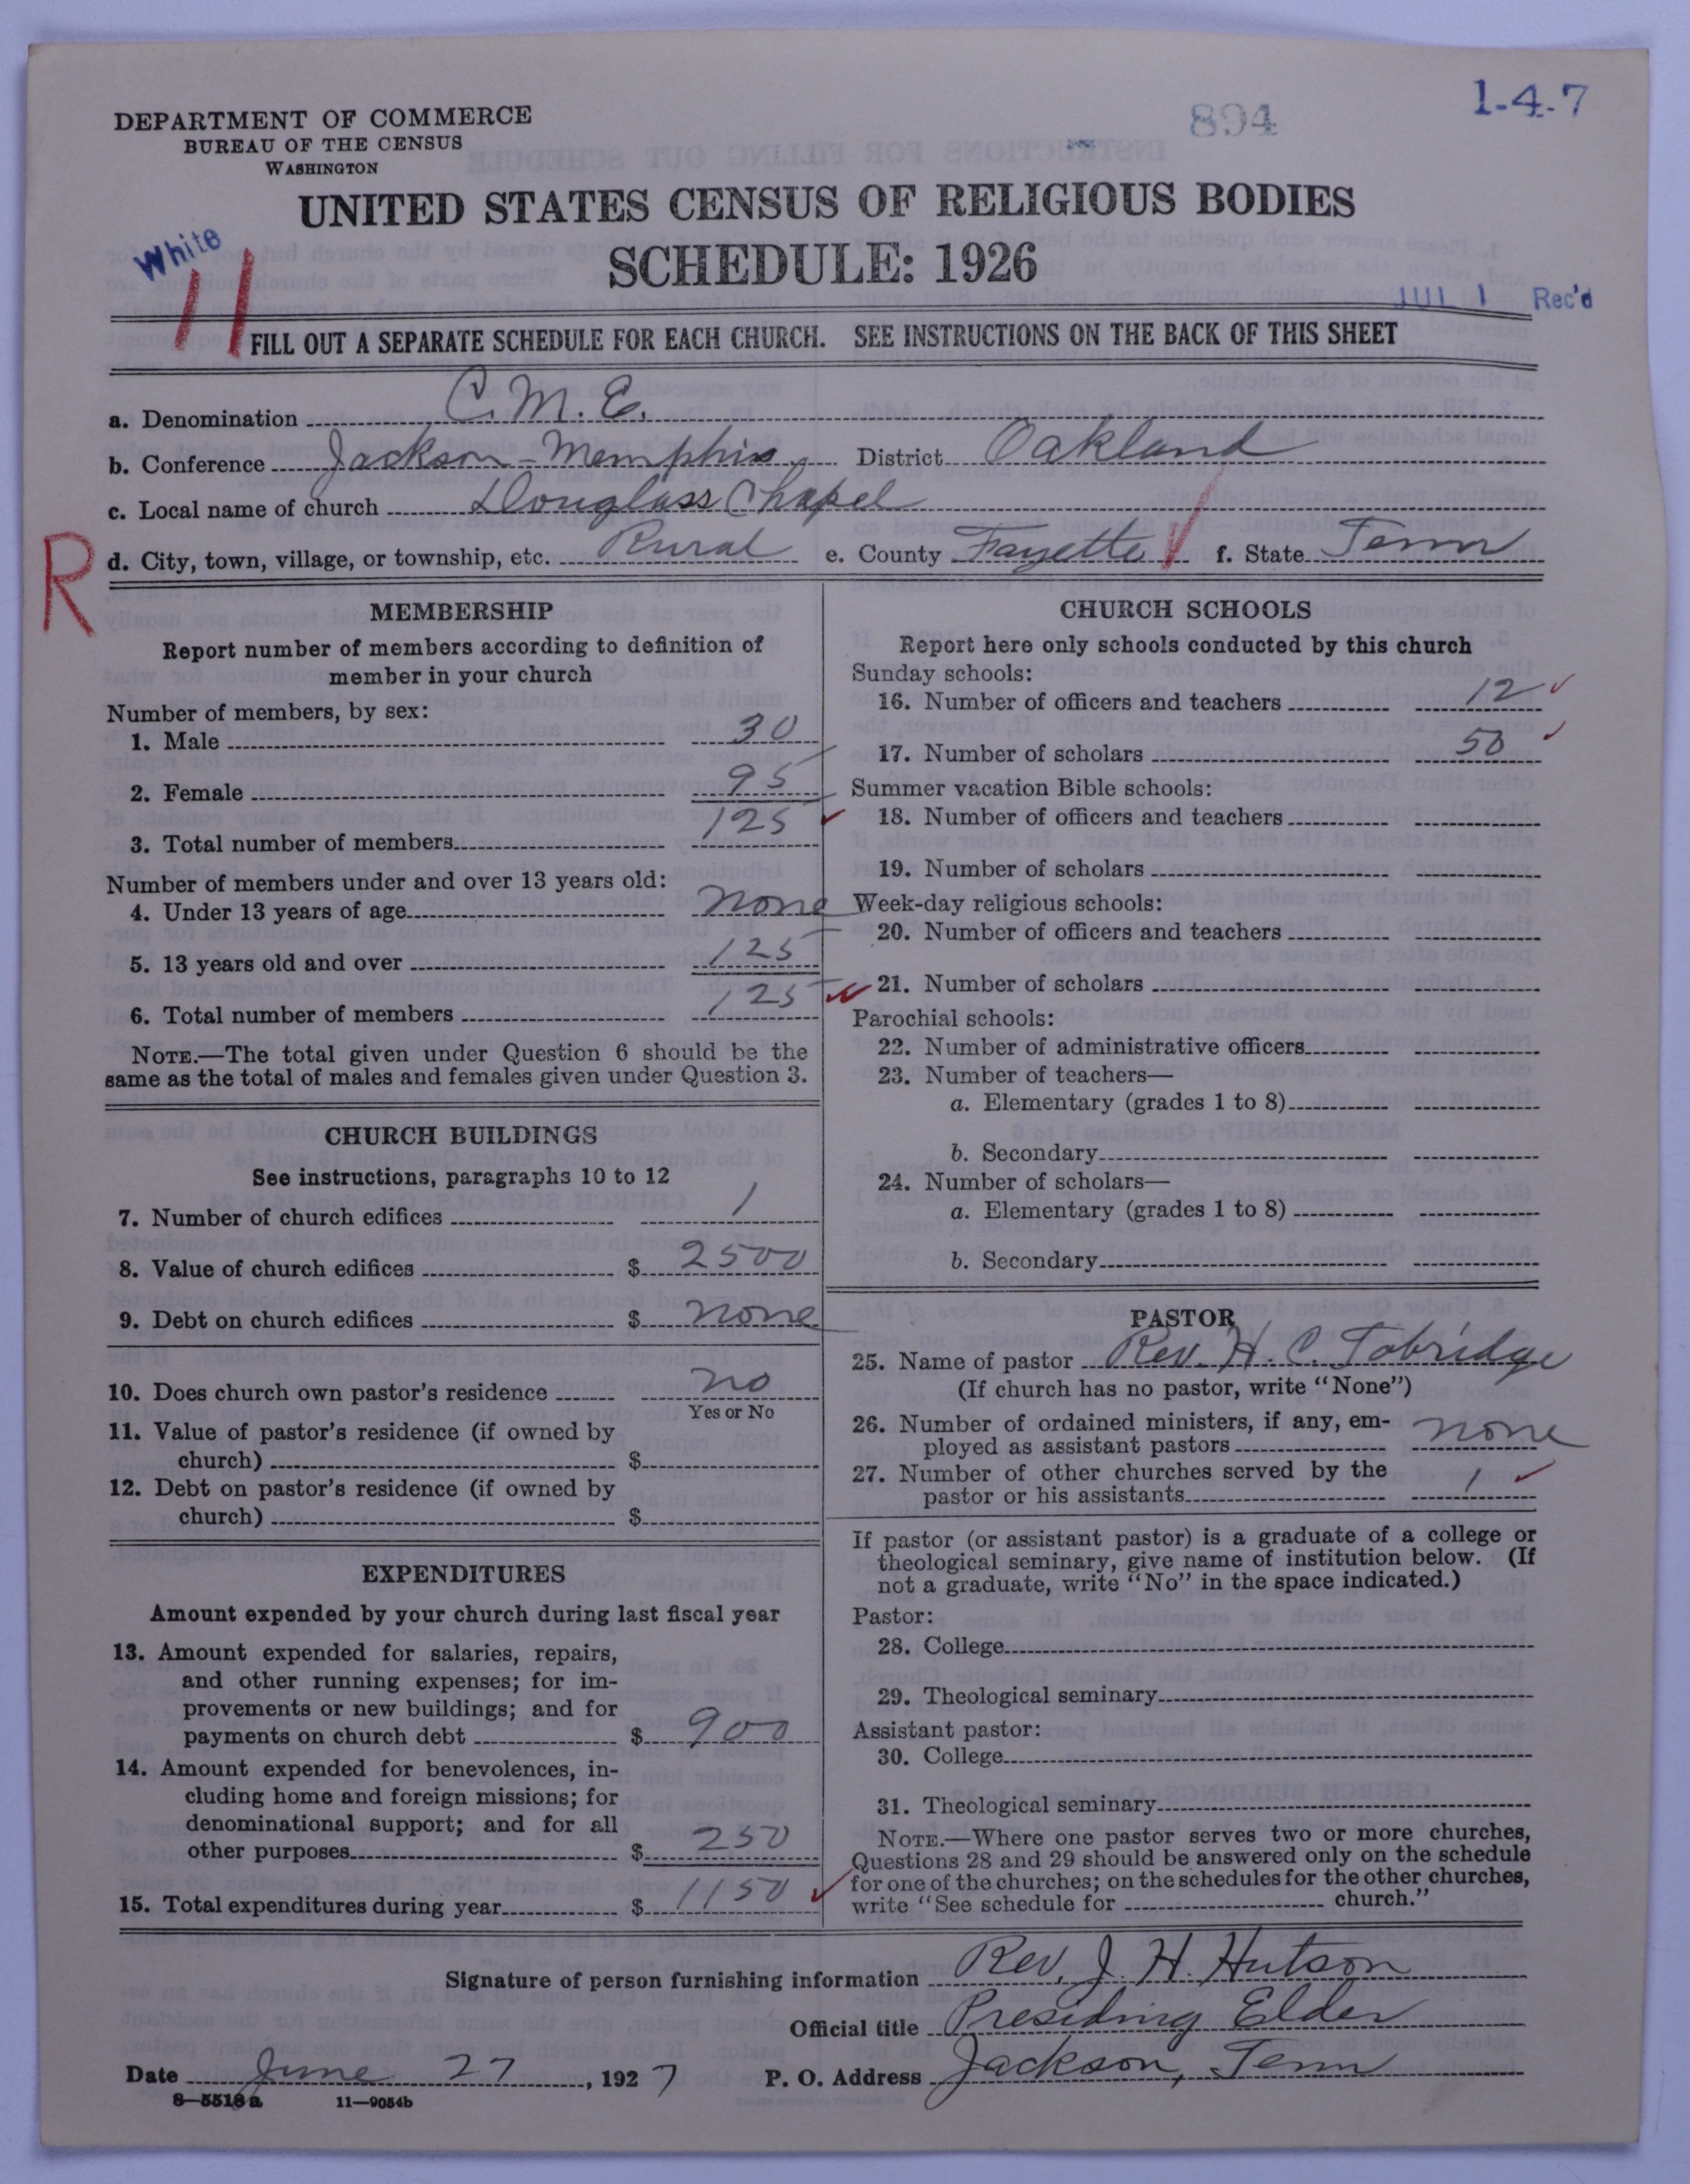 894
1-4-7
DEPARTMENT OF COMMERCE
BUREAU OF THE CENSUS
WASHINGTON
UNITED STATES CENSUS OF RELIGIOUS BODIES
SCHEDULE: 1926
White
11
JUL 1 Rec'd
FILL OUT A SEPARATE SCHEDULE FOR EACH CHURCH. SEE INSTRUCTIONS ON THE BACK OF THIS SHEET
a. Denomination C.M.E.
b. Conference Jackson-Memphis District Oakland
c. Local name of church Douglass Chapel
R
d. City, town, village, or township, etc. Rural e. County Fayette f. State Tenn
MEMBERSHIP
Report number of members according to definition of
member in your church
Number of members, by sex:
1. Male 30
2. Female 95
3. Total number of members 125
Number of members under and over 13 years old:
4. Under 13 years of age none
5. 13 years old and over 125
6. Total number of members 125
NOTE.—The total given under Question 6 should be the
same as the total of males and females given under Question 3.
CHURCH BUILDINGS
See instructions, paragraphs 10 to 12
7. Number of church edifices 1
8. Value of church edifices $ 2500
9. Debt on church edifices $ none
10. Does church own pastor's residence no
Yes or No
11. Value of pastor's residence (if owned by
church) $
12. Debt on pastor's residence (if owned by
church) $
EXPENDITURES
Amount expended by your church during last fiscal year
13. Amount expended for salaries, repairs,
and other running expenses; for im-
provements or new buildings; and for
payments on church debt $ 900
14. Amount expended for benevolences, in-
cluding home and foreign missions; for
denominational support; and for all
other purposes $ 250
15. Total expenditures during year $ 1150
CHURCH SCHOOLS
Report here only schools conducted by this church
Sunday schools:
16. Number of officers and teachers 12
17. Number of scholars 50
Summer vacation Bible schools:
18. Number of officers and teachers
19. Number of scholars
Week-day religious schools:
20. Number of officers and teachers
21. Number of scholars
Parochial schools:
22. Number of administrative officers
23. Number of teachers—
a. Elementary (grades 1 to 8)
b. Secondary
24. Number of scholars—
a. Elementary (grades 1 to 8)
b. Secondary
PASTOR
25. Name of pastor Rev. H. C. Tobridge
(If church has no pastor, write "None")
26. Number of ordained ministers, if any, em-
ployed as assistant pastors none
27. Number of other churches served by the
pastor or his assistants 1
If pastor (or assistant pastor) is a graduate of a college or
theological seminary, give name of institution below. (If
not a graduate, write "No" in the space indicated.)
Pastor:
28. College
29. Theological seminary
Assistant pastor:
30. College
31. Theological seminary
NOTE.—Where one pastor serves two or more churches,
Questions 28 and 29 should be answered only on the schedule
for one of the churches; on the schedules for the other churches,
write "See schedule for church."
Signature of person furnishing information Rev. J. H. Hutson
Official title Presiding Elder
Date June 27, 1927 P. O. Address Jackson, Tenn
8—5518a 11—9054b